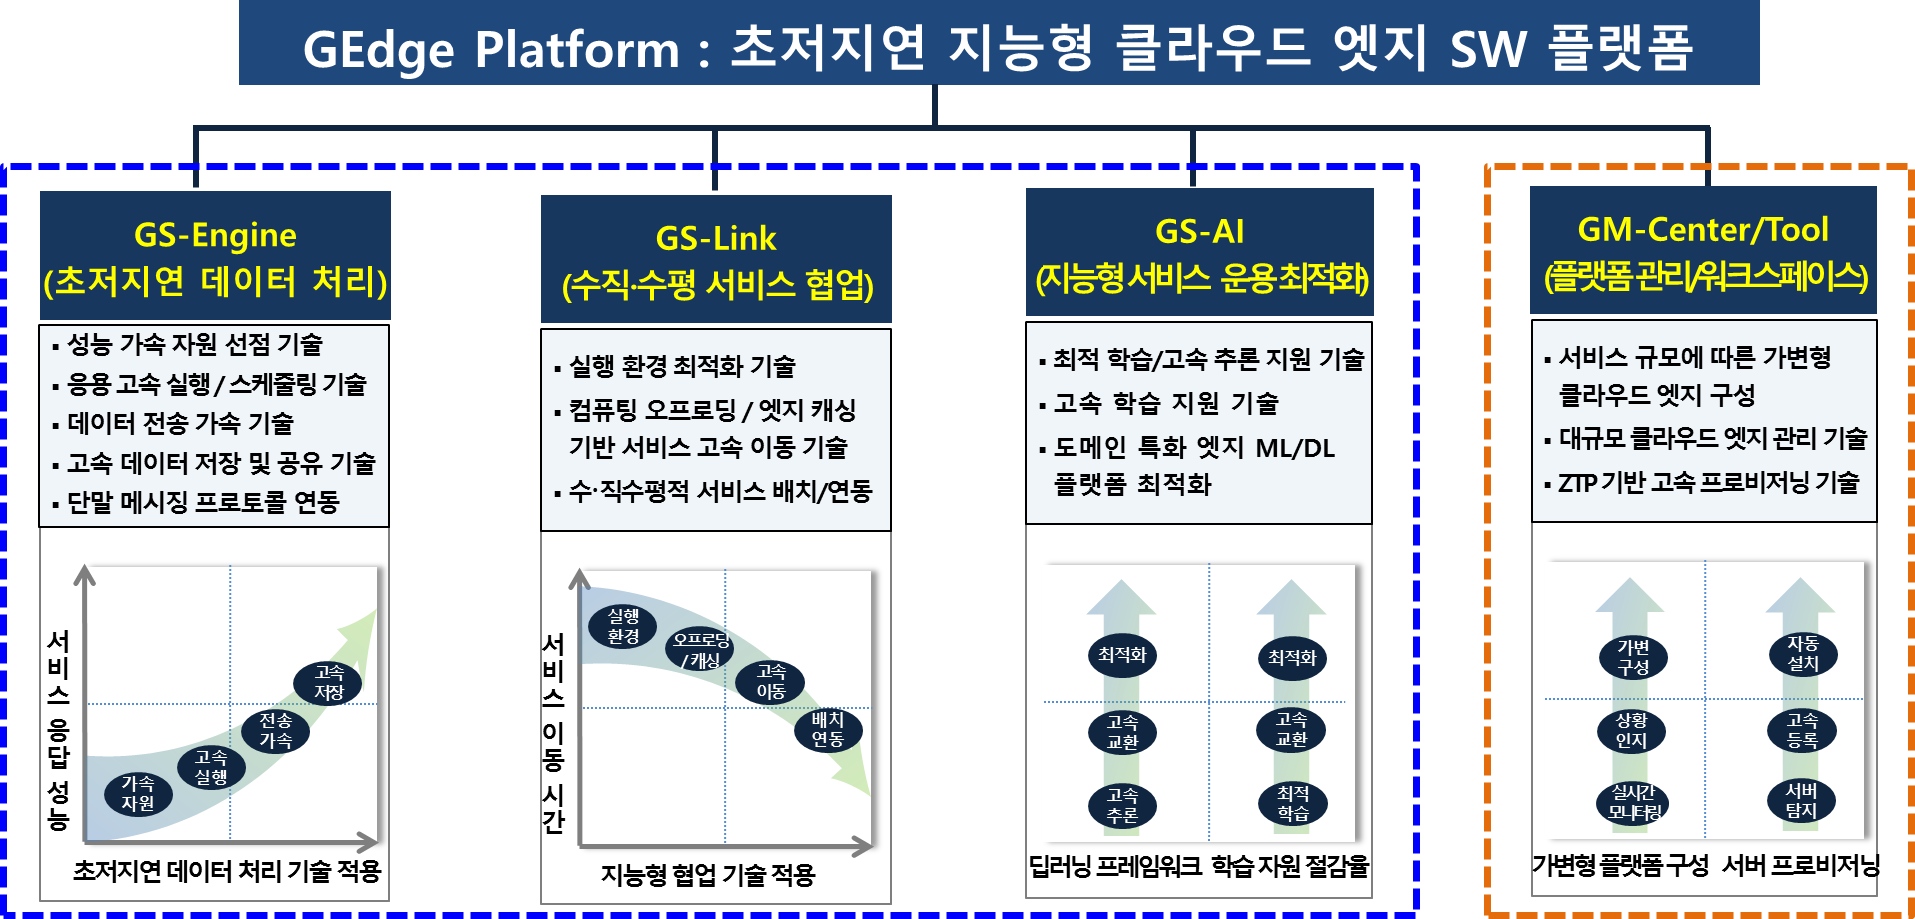 GEdge Platform : 초저지연 지능형 클라우드 엣지 SW 플랫폼
GS-Engine
(초저지연 데이터 처리)
▪ 성능 가속 자원 선점 기술
▪ 응용 고속 실행 / 스케줄링 기술
▪ 데이터 전송 가속 기술
▪ 고속 데이터 저장 및 공유 기술
▪ 단말 메시징 프로토콜 연동
서비스 응답 성능
가속
자원
고속
실행
전송
가속
고속
저장
초저지연 데이터 처리 기술 적용
GS-Link
(수직·수평 서비스 협업)
▪ 실행 환경 최적화 기술
▪ 컴퓨팅 오프로딩 / 엣지 캐싱
기반 서비스 고속 이동 기술
▪ 수·직수평적 서비스 배치/연동
서비스 이동 시간
실행
환경
오프로딩
/ 캐싱
고속
이동
배치
연동
지능형 협업 기술 적용
GS-AI
(지능형 서비스 운용 최적화)
▪ 최적 학습/고속 추론 지원 기술
▪ 고속 학습 지원 기술
▪ 도메인 특화 엣지 ML/DL
플랫폼 최적화
최적화
고속
교환
고속
추론
최적화
고속
교환
최적
학습
딥러닝 프레임워크 학습 자원 절감율
GM-Center/Tool
(플랫폼 관리/워크스페이스)
▪ 서비스 규모에 따른 가변형
클라우드 엣지 구성
▪ 대규모 클라우드 엣지 관리 기술
▪ ZTP 기반 고속 프로비저닝 기술
가변
구성
상황
인지
실시간
모니터링
자동
설치
고속
등록
서버
탐지
가변형 플랫폼 구성 서버 프로비저닝